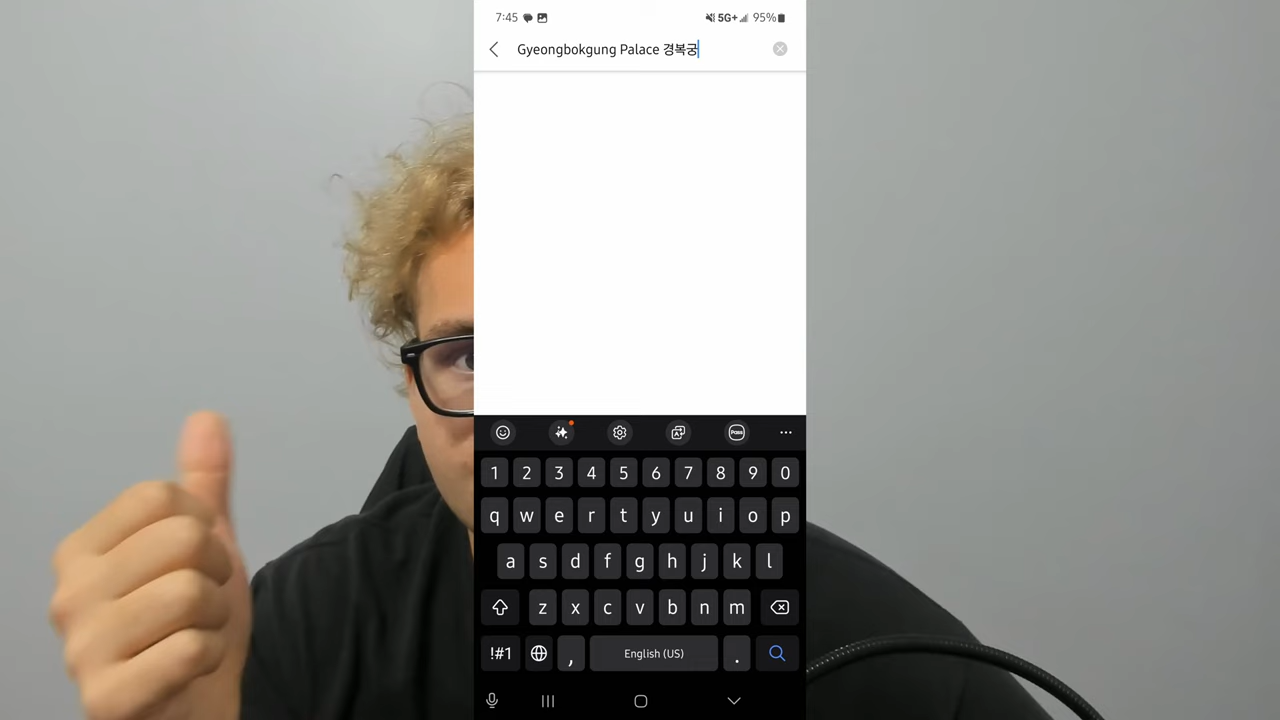 7:45 5G+ 95%
Gyeongbokgung Palace 경복궁
Pass
1 2 3 4 5 6 7 8 9 0
q w e r t y u i o p
a s d f g h j k l
z x c v b n m
!#1 , English (US) .